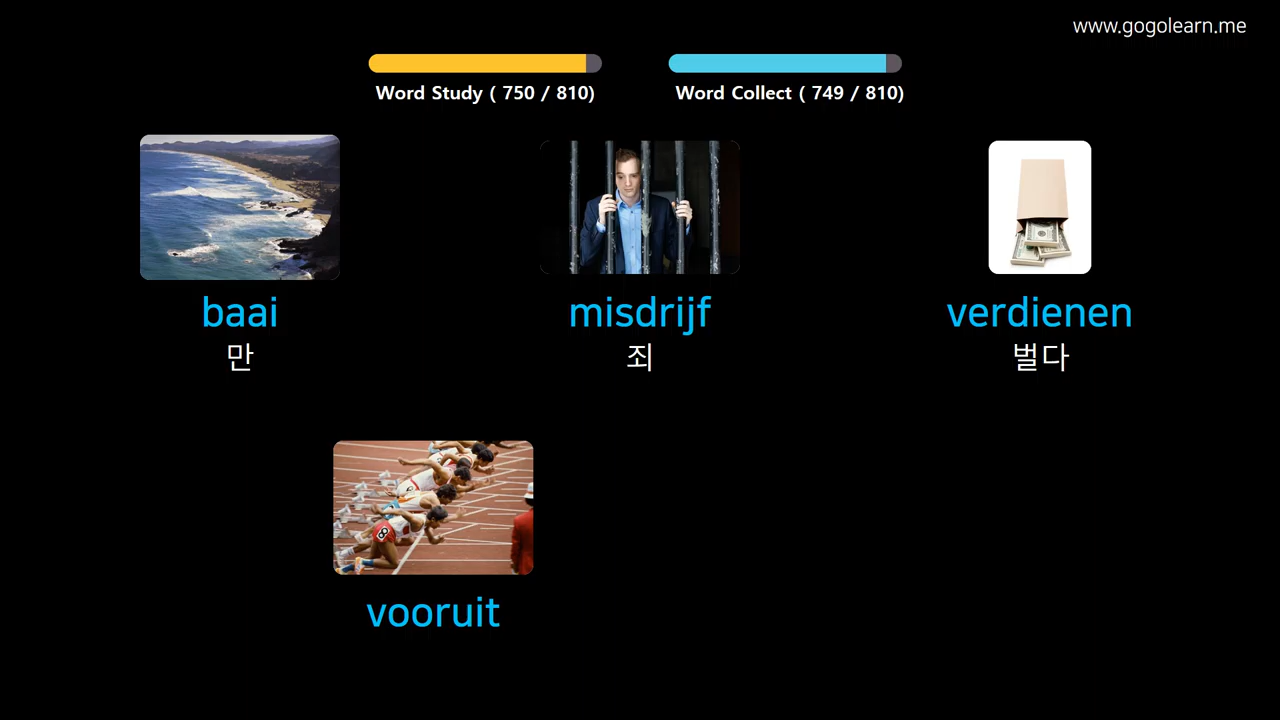 www.gogolearn.me
Word Study ( 750 / 810)
Word Collect ( 749 / 810)
baai
만
misdrijf
죄
verdienen
벌다
8
vooruit